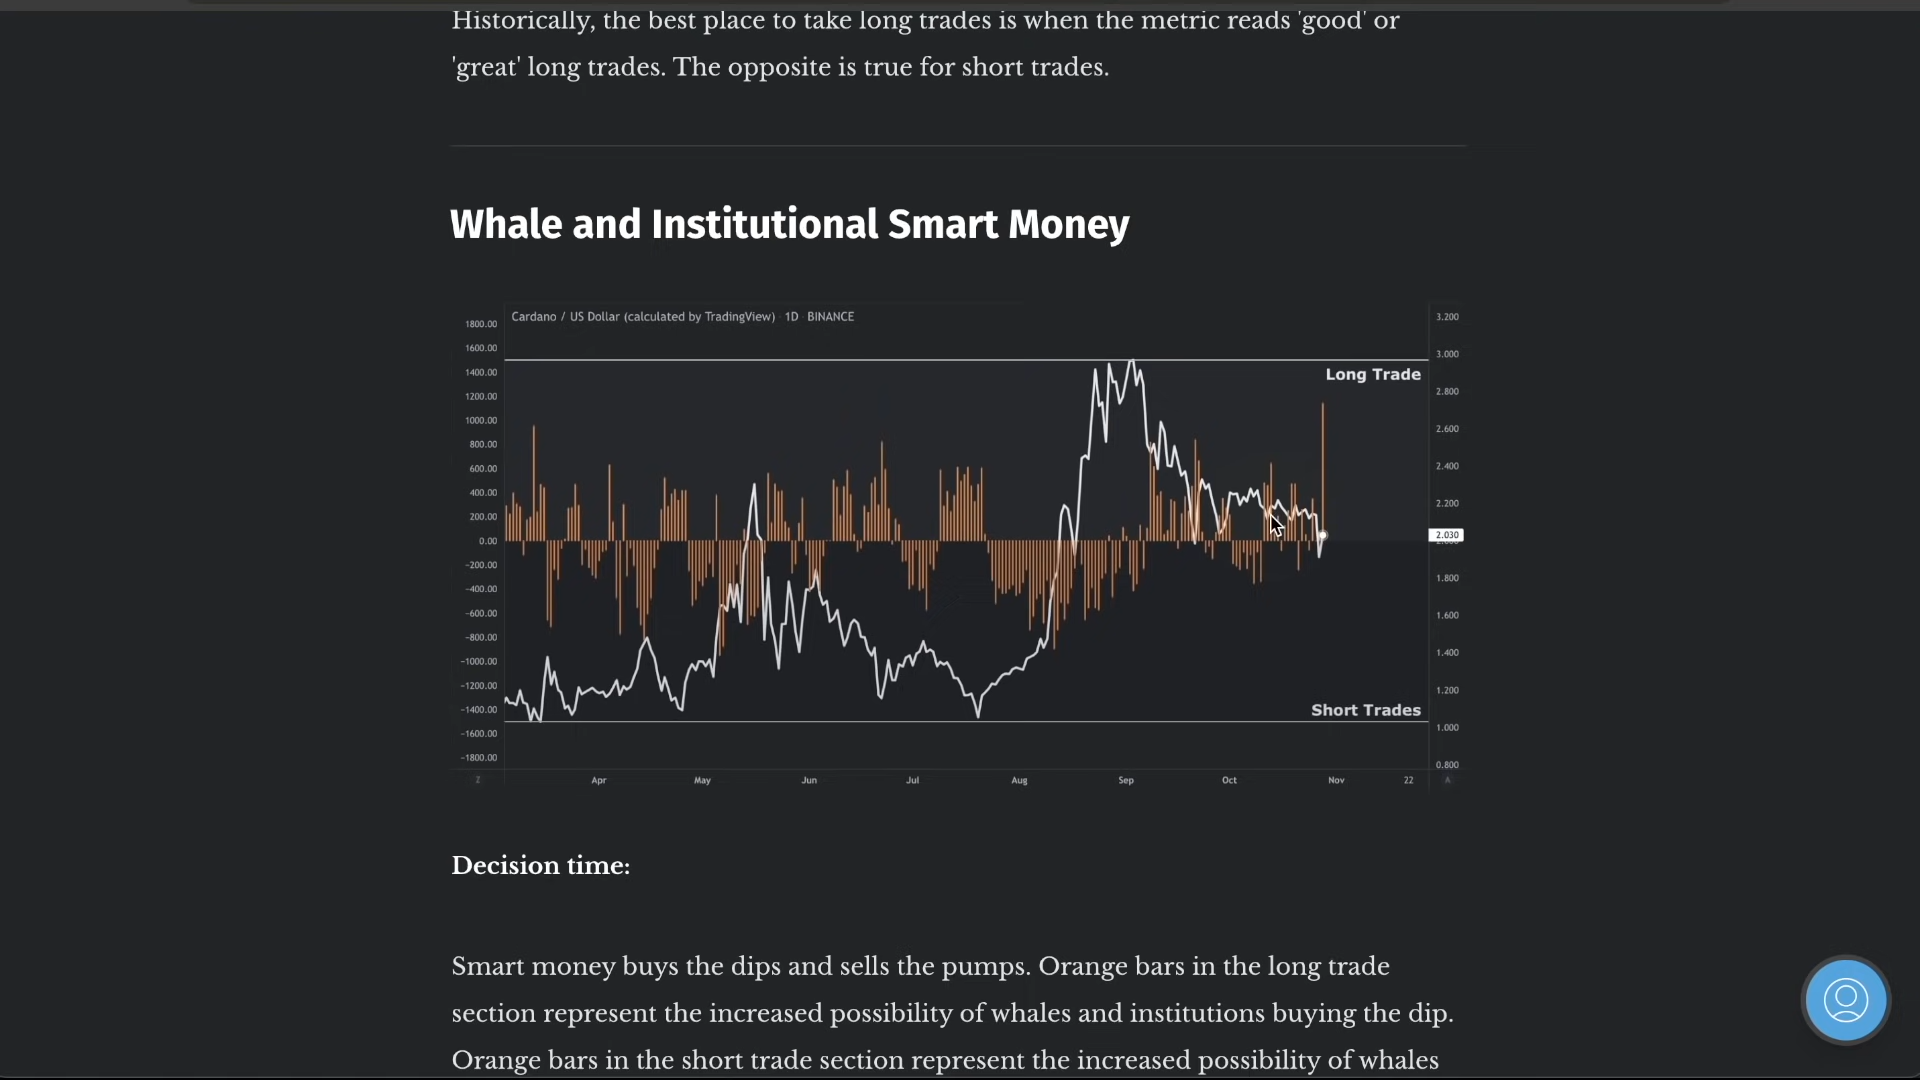 Historically, the best place to take long trades is when the metric reads 'good' or
'great' long trades. The opposite is true for short trades.
Whale and Institutional Smart Money
Cardano / US Dollar (calculated by TradingView) · 1D · BINANCE
1800.00
1600.00
1400.00
1200.00
1000.00
800.00
600.00
400.00
200.00
0.00
−200.00
−400.00
−600.00
−800.00
−1000.00
−1200.00
−1400.00
−1600.00
−1800.00
Long Trade
Short Trades
3.200
3.000
2.800
2.600
2.400
2.200
2.030
1.800
1.600
1.400
1.200
1.000
0.800
Z Apr May Jun Jul Aug Sep Oct Nov 22 A
Decision time:
Smart money buys the dips and sells the pumps. Orange bars in the long trade
section represent the increased possibility of whales and institutions buying the dip.
Orange bars in the short trade section represent the increased possibility of whales